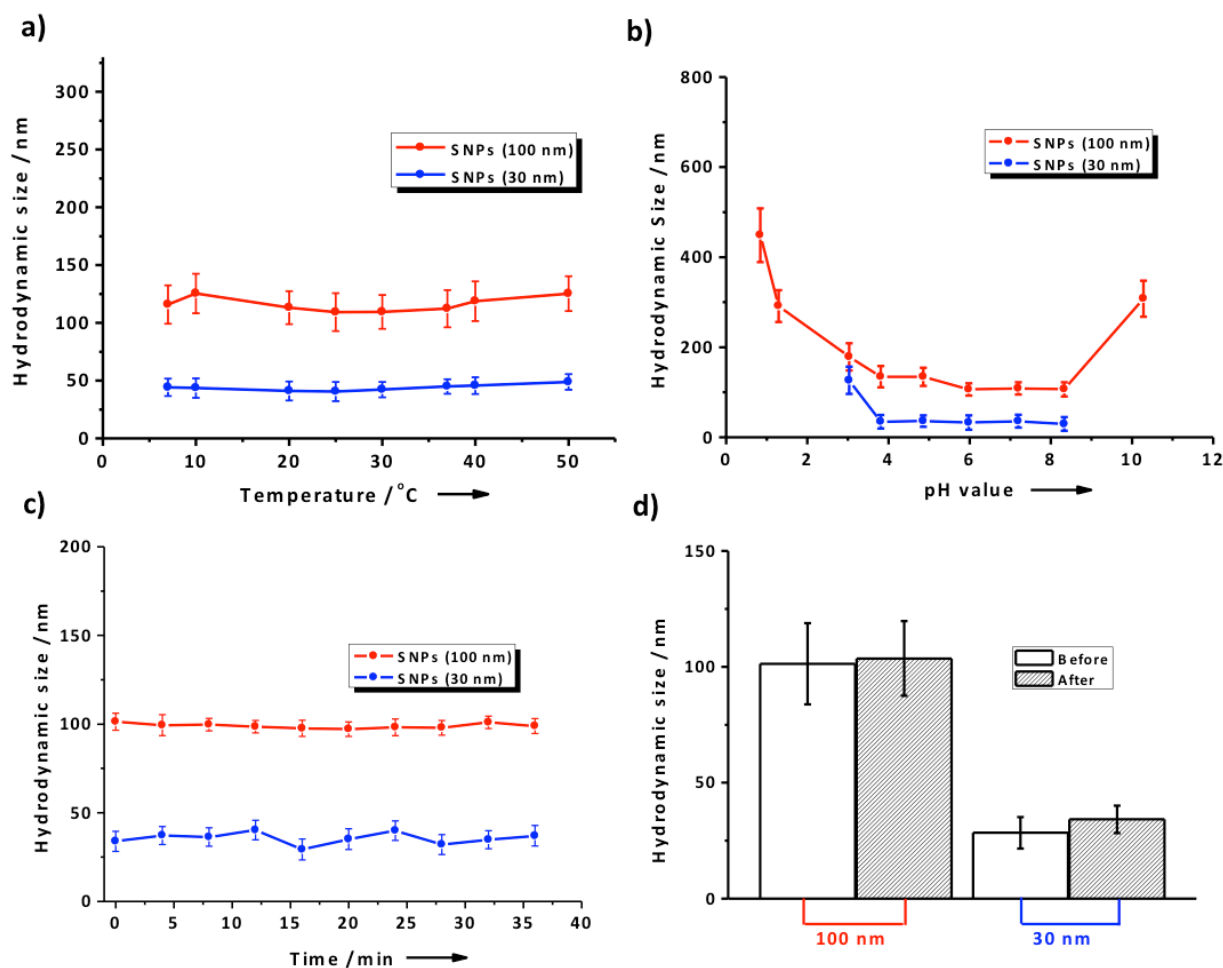 a)
Hydrodynamic size / nm
300
250
200
150
100
50
0
SNPs (100 nm)
SNPs (30 nm)
0 10 20 30 40 50
Temperature /°C
b)
Hydrodynamic Size / nm
800
600
400
200
0
SNPs (100 nm)
SNPs (30 nm)
0 2 4 6 8 10 12
pH value
c)
Hydrodynamic size / nm
200
150
100
50
0
SNPs (100 nm)
SNPs (30 nm)
0 5 10 15 20 25 30 35 40
Time /min
d)
Hydrodynamic size / nm
150
100
50
0
Before
After
100 nm 30 nm